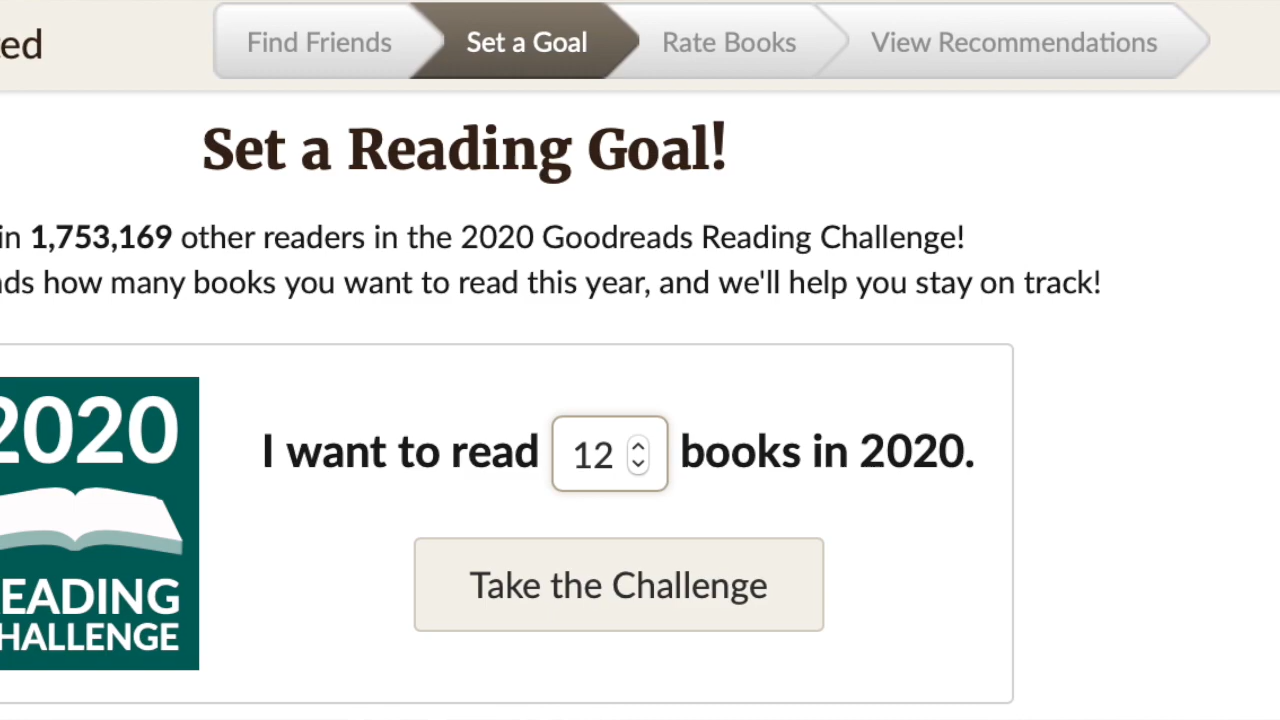 ed
Find Friends
Set a Goal
Rate Books
View Recommendations
Set a Reading Goal!
in 1,753,169 other readers in the 2020 Goodreads Reading Challenge!
ds how many books you want to read this year, and we'll help you stay on track!
2020
EADING
HALLENGE
I want to read 12 books in 2020.
Take the Challenge